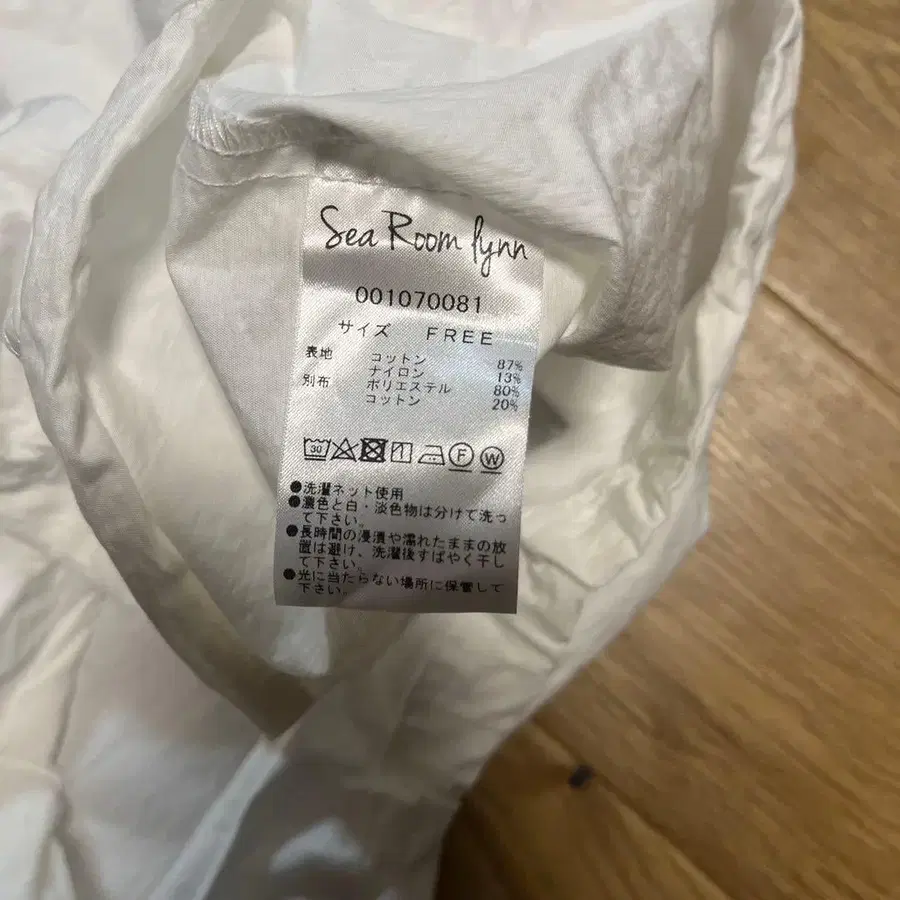 Sea Room lynn
001070081
サイズ FREE
表地 コットン 87%
ナイロン 13%
別布 ポリエステル 80%
コットン 20%
30 F W
●洗濯ネット使用
●濃色と白・淡色物は分けて洗っ
て下さい。
●長時間の浸漬や濡れたままの放
置は避け、洗濯後すばやく干し
て下さい。
●光に当たらない場所に保管して
下さい。